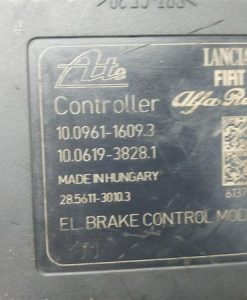 Ate
LANCIA
FIAT
Controller
Alfa
10.0961-1609.3
10.0619-3828.1
MADE IN HUNGARY
28.5611-3010.3
6137
EL. BRAKE CONTROL MOD